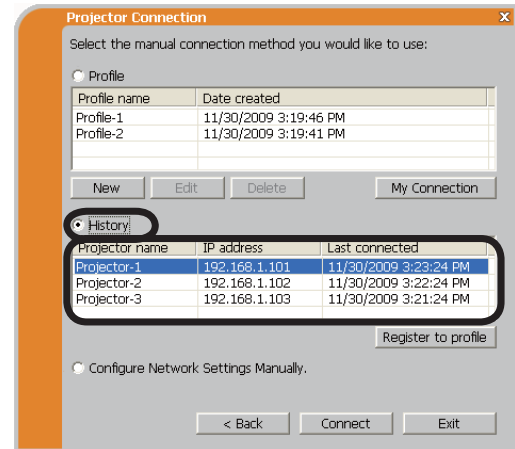 Projector Connection X
Select the manual connection method you would like to use:
Profile
Profile name Date created
Profile-1 11/30/2009 3:19:46 PM
Profile-2 11/30/2009 3:19:41 PM
New Edit Delete My Connection
History
Projector name IP address Last connected
Projector-1 192.168.1.101 11/30/2009 3:23:24 PM
Projector-2 192.168.1.102 11/30/2009 3:22:24 PM
Projector-3 192.168.1.103 11/30/2009 3:21:24 PM
Register to profile
Configure Network Settings Manually.
< Back Connect Exit